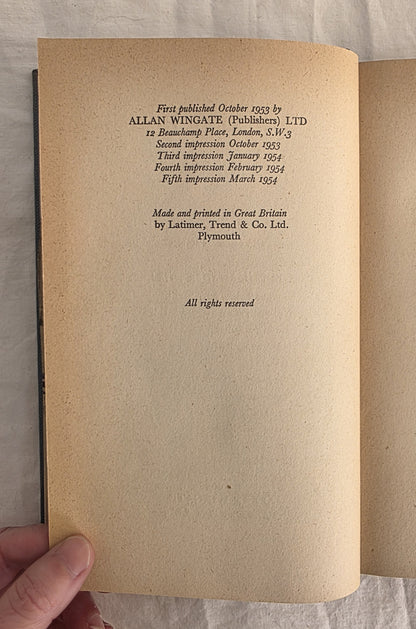 First published October 1953 by
ALLAN WINGATE (Publishers) LTD
12 Beauchamp Place, London, S.W.3
Second impression October 1953
Third impression January 1954
Fourth impression February 1954
Fifth impression March 1954
Made and printed in Great Britain
by Latimer, Trend & Co. Ltd.
Plymouth
All rights reserved